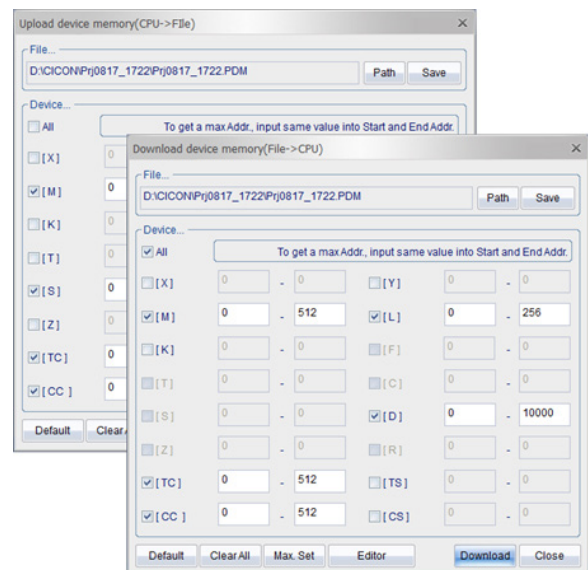 Upload device memory(CPU->File)
File...
D:\CICON\Prj0817_1722\Prj0817_1722.PDM Path Save
Device...
All To get a max Addr., input same value into Start and End Addr.
[X] 0
[M] 0
[K] 0
[T] 0
[S] 0
[Z] 0
[TC] 0
[CC] 0
Default
Download device memory(File->CPU)
File...
D:\CICON\Prj0817_1722\Prj0817_1722.PDM Path Save
Device...
All To get a max Addr., input same value into Start and End Addr.
[X] 0 - 0 [Y] 0 - 0
[M] 0 - 512 [L] 0 - 256
[K] 0 - 0 [F] 0 - 0
[T] 0 - 0 [C] 0 - 0
[S] 0 - 0 [D] 0 - 10000
[Z] 0 - 0 [R] 0 - 0
[TC] 0 - 512 [TS] 0 - 0
[CC] 0 - 512 [CS] 0 - 0
Default Clear All Max. Set Editor Download Close